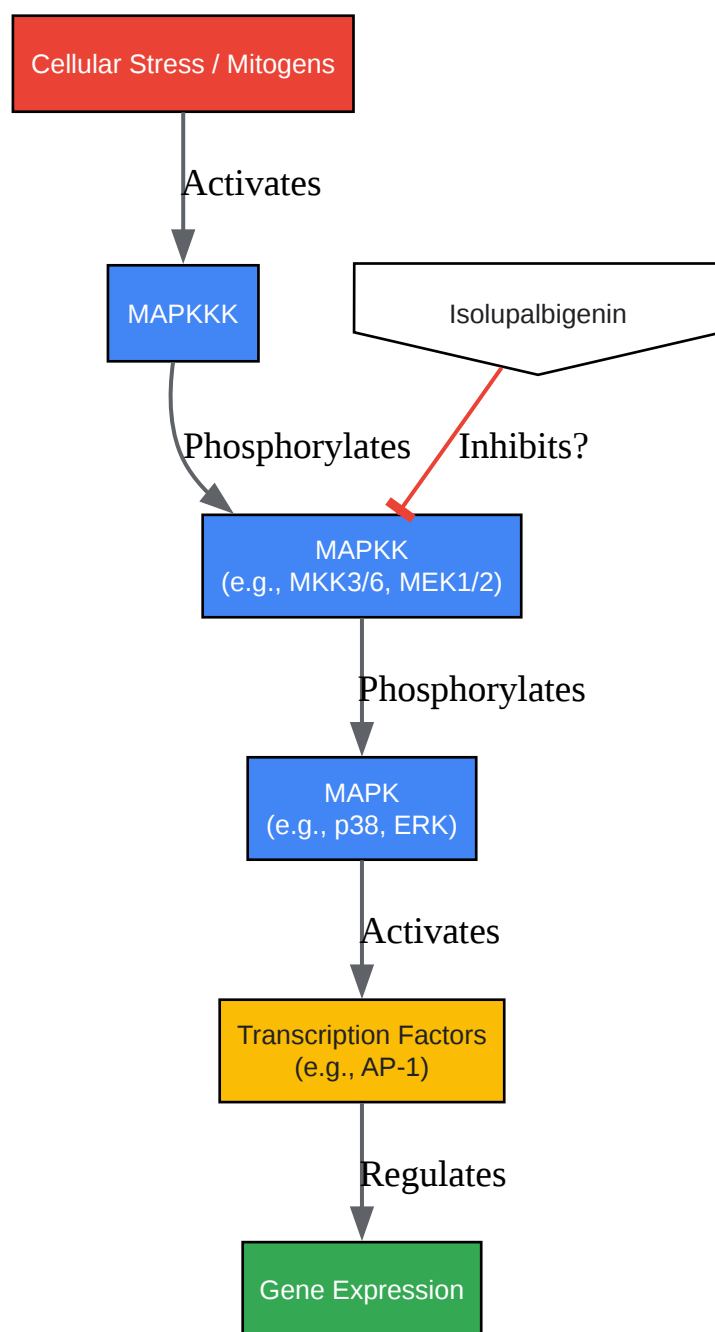 Cellular Stress / Mitogens
Activates
MAPKKK
Isolupalbigenin
Phosphorylates
Inhibits?
MAPKK
(e.g., MKK3/6, MEK1/2)
Phosphorylates
MAPK
(e.g., p38, ERK)
Activates
Transcription Factors
(e.g., AP-1)
Regulates
Gene Expression